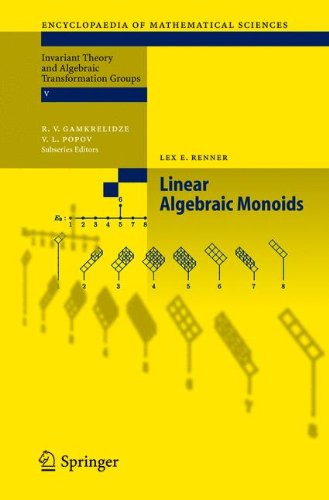 ENCYCLOPAEDIA OF MATHEMATICAL SCIENCES
Invariant Theory
and Algebraic
Transformation Groups
V
R. V. GAMKRELIDZE
V. L. POPOV
Subseries Editors
LEX E. RENNER
Linear
Algebraic Monoids
6
E₈ :
1 2 3 4 5 7 8
1 2 3 4 5 6 7 8
Springer